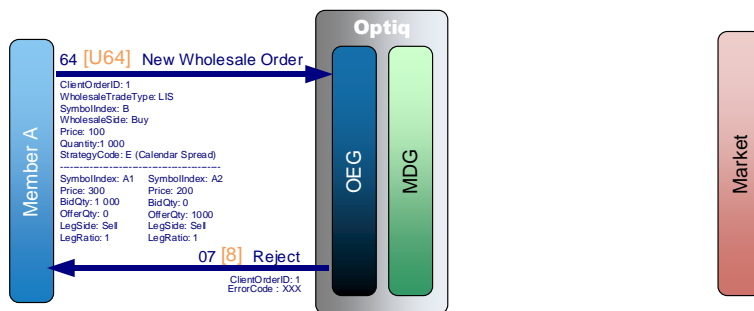 Optiq
64 [U64] New Wholesale Order
ClientOrderID: 1
WholesaleTradeType: LIS
SymbolIndex: B
WholesaleSide: Buy
Price: 100
Quantity:1 000
StrategyCode: E (Calendar Spread)
------------------------------------------------
SymbolIndex: A1 SymbolIndex: A2
Price: 300 Price: 200
BidQty: 1 000 BidQty: 0
OfferQty: 0 OfferQty: 1000
LegSide: Sell LegSide: Sell
LegRatio: 1 LegRatio: 1
07 [8] Reject
ClientOrderID: 1
ErrorCode : XXX
Member A
OEG
MDG
Market